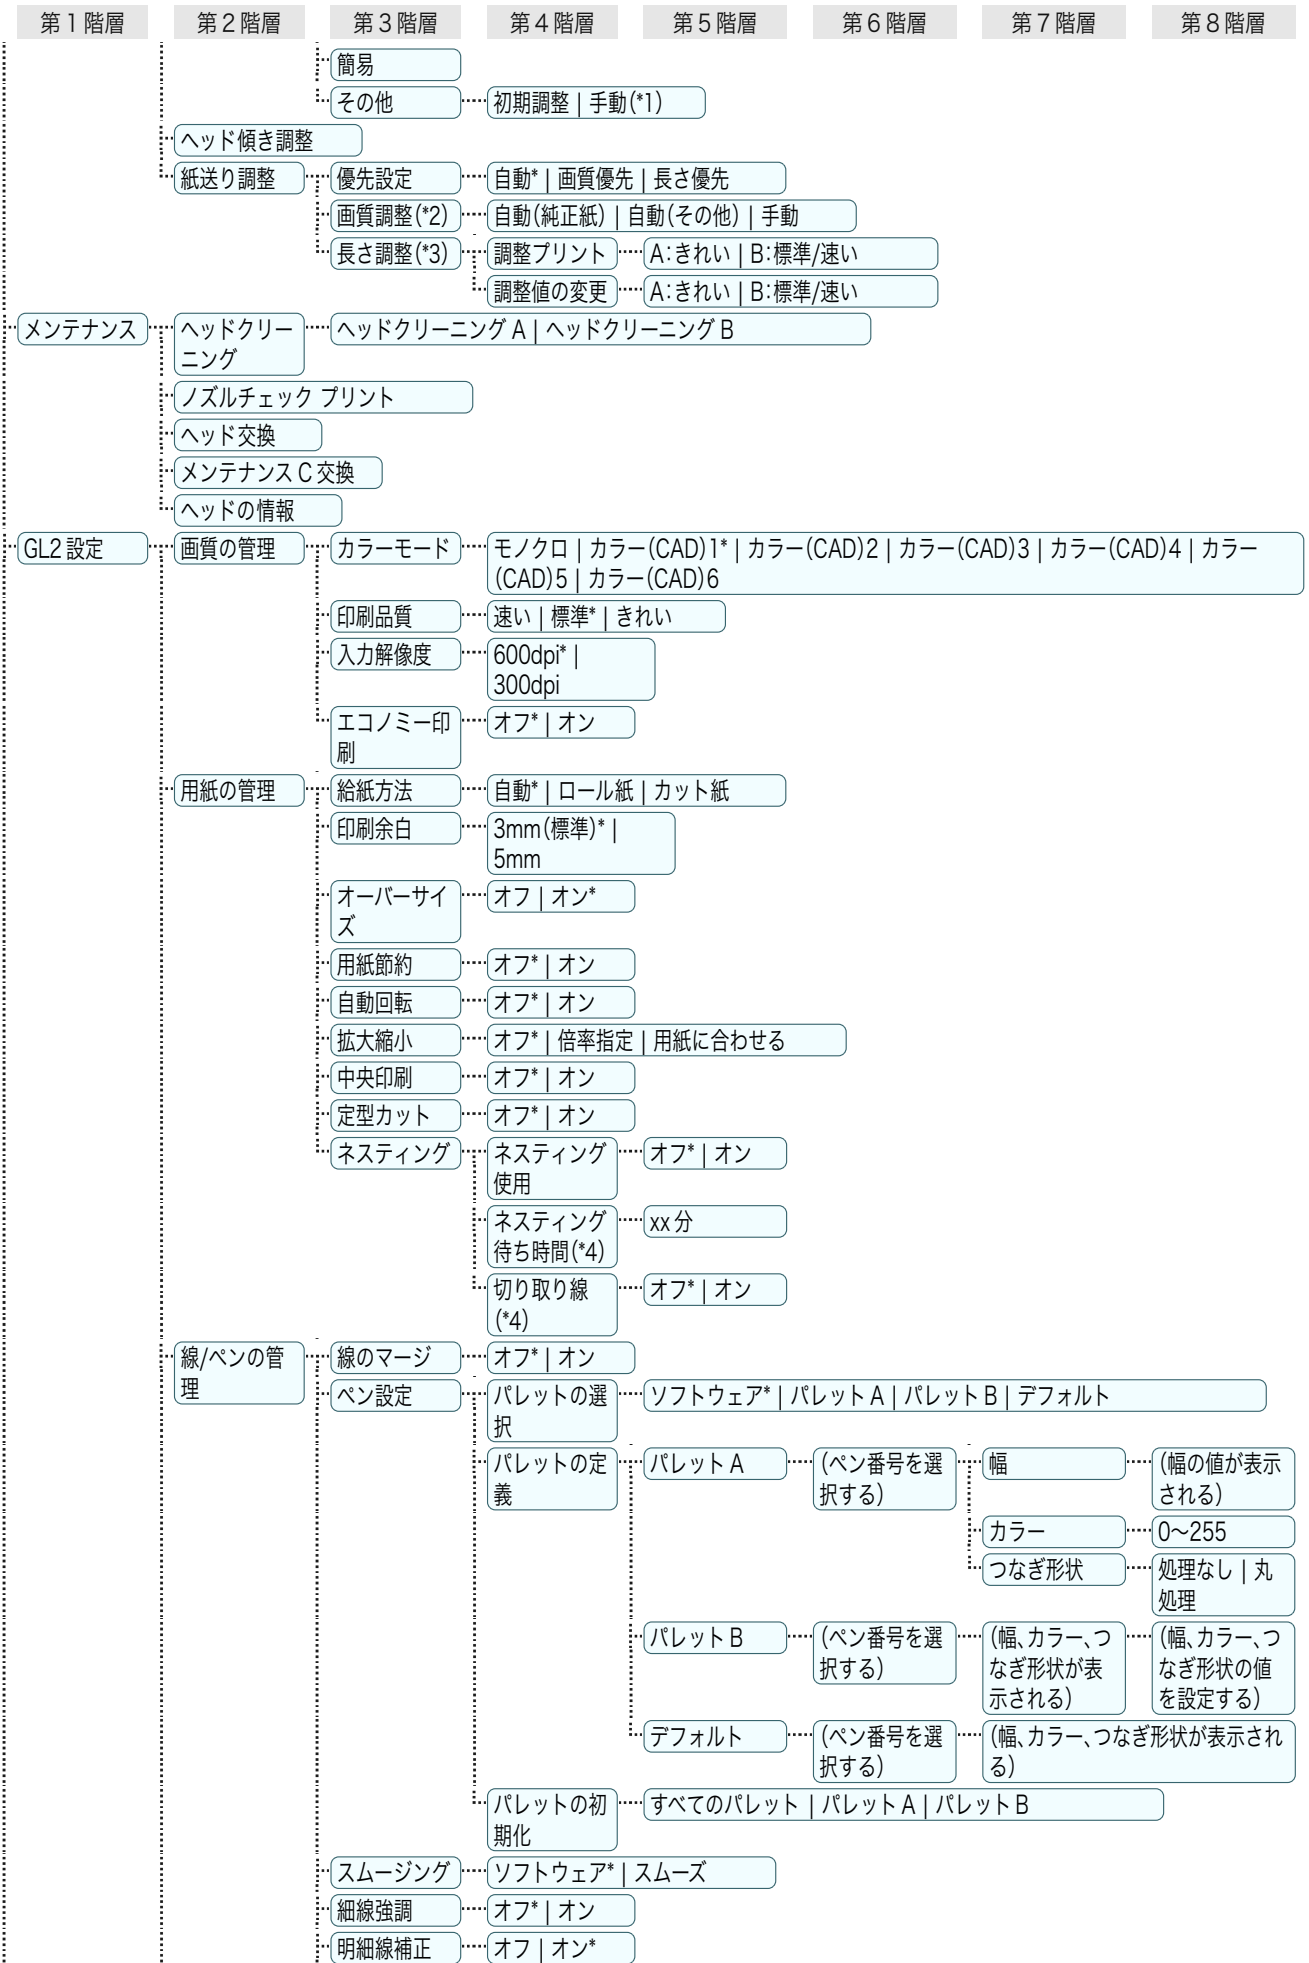 第1階層 第2階層 第3階層 第4階層 第5階層 第6階層 第7階層 第8階層
簡易
その他 初期調整 | 手動(*1)
ヘッド傾き調整
紙送り調整 優先設定 自動* | 画質優先 | 長さ優先
画質調整(*2) 自動(純正紙) | 自動(その他) | 手動
長さ調整(*3) 調整プリント A:きれい | B:標準/速い
調整値の変更 A:きれい | B:標準/速い
メンテナンス ヘッドクリー ヘッドクリーニング A | ヘッドクリーニング B
ニング
ノズルチェック プリント
ヘッド交換
メンテナンス C 交換
ヘッドの情報
GL2 設定 画質の管理 カラーモード モノクロ | カラー(CAD)1* | カラー(CAD)2 | カラー(CAD)3 | カラー(CAD)4 | カラー
(CAD)5 | カラー(CAD)6
印刷品質 速い | 標準* | きれい
入力解像度 600dpi* |
300dpi
エコノミー印 オフ* | オン
刷
用紙の管理 給紙方法 自動* | ロール紙 | カット紙
印刷余白 3mm(標準)* |
5mm
オーバーサイ オフ | オン*
ズ
用紙節約 オフ* | オン
自動回転 オフ* | オン
拡大縮小 オフ* | 倍率指定 | 用紙に合わせる
中央印刷 オフ* | オン
定型カット オフ* | オン
ネスティング ネスティング オフ* | オン
使用
ネスティング xx 分
待ち時間(*4)
切り取り線 オフ* | オン
(*4)
線/ペンの管 線のマージ オフ* | オン
理
ペン設定 パレットの選 ソフトウェア* | パレット A | パレット B | デフォルト
択
パレットの定 パレット A (ペン番号を選 幅 (幅の値が表示
義 択する) される)
カラー 0～255
つなぎ形状 処理なし | 丸
処理
パレット B (ペン番号を選 (幅、カラー、つ (幅、カラー、つ
択する) なぎ形状が表 なぎ形状の値
示される) を設定する)
デフォルト (ペン番号を選 (幅、カラー、つなぎ形状が表示され
択する) る)
パレットの初 すべてのパレット | パレット A | パレット B
期化
スムージング ソフトウェア* | スムーズ
細線強調 オフ* | オン
明細線補正 オフ | オン*